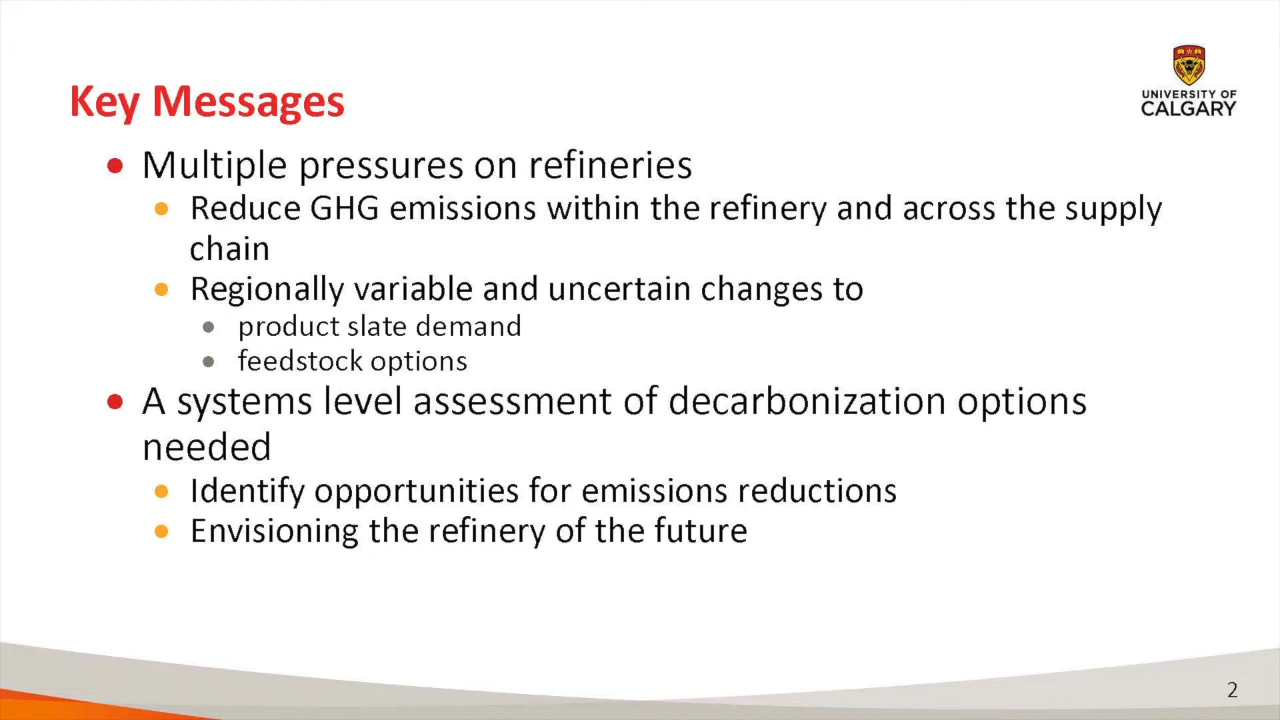 UNIVERSITY OF
CALGARY
Key Messages
Multiple pressures on refineries
Reduce GHG emissions within the refinery and across the supply
chain
Regionally variable and uncertain changes to
product slate demand
feedstock options
A systems level assessment of decarbonization options
needed
Identify opportunities for emissions reductions
Envisioning the refinery of the future
2